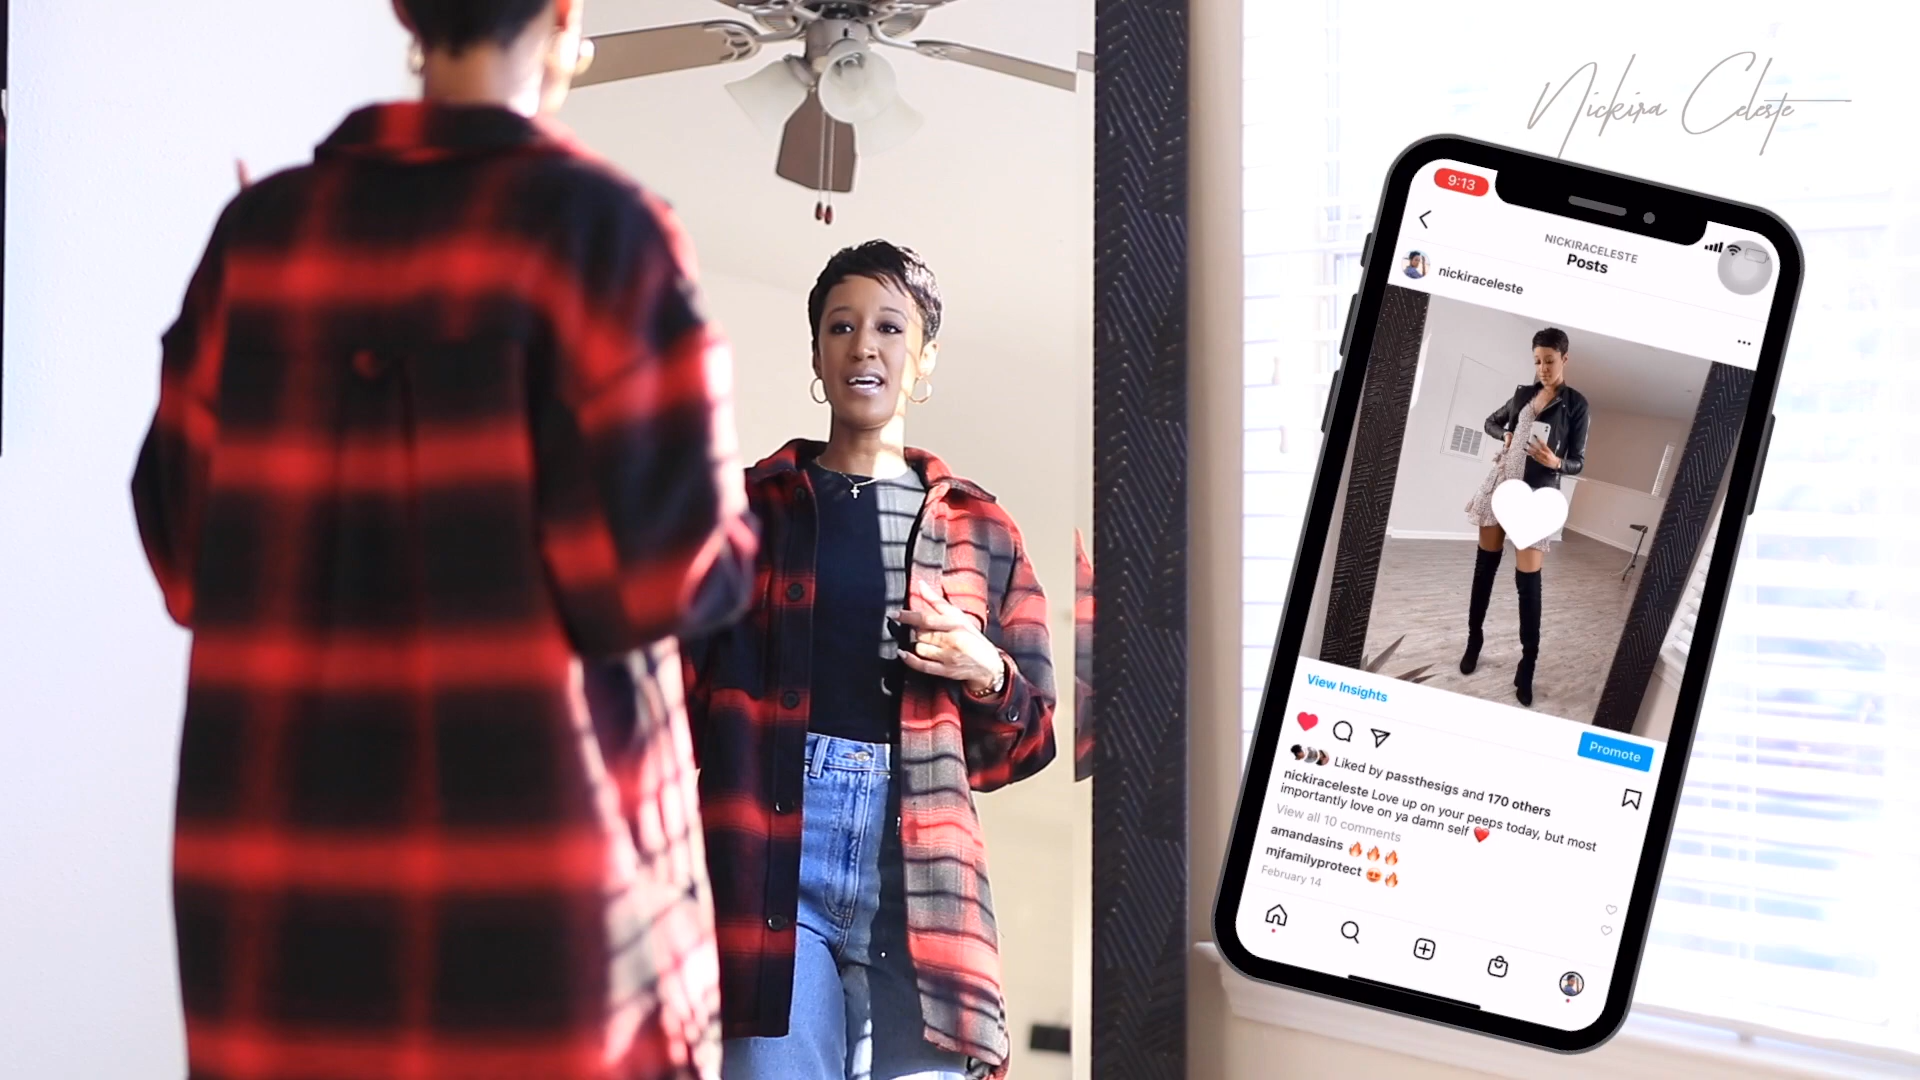 Nickira Celeste
9:13
NICKIRACELESTE
Posts
nickiraceleste
View Insights
Promote
Liked by passthesigs and 170 others
nickiraceleste Love up on your peeps today, but most
importantly love on ya damn self ❤️
View all 10 comments
amandasins 🔥🔥🔥
mjfamilyprotect 😍🔥
February 14